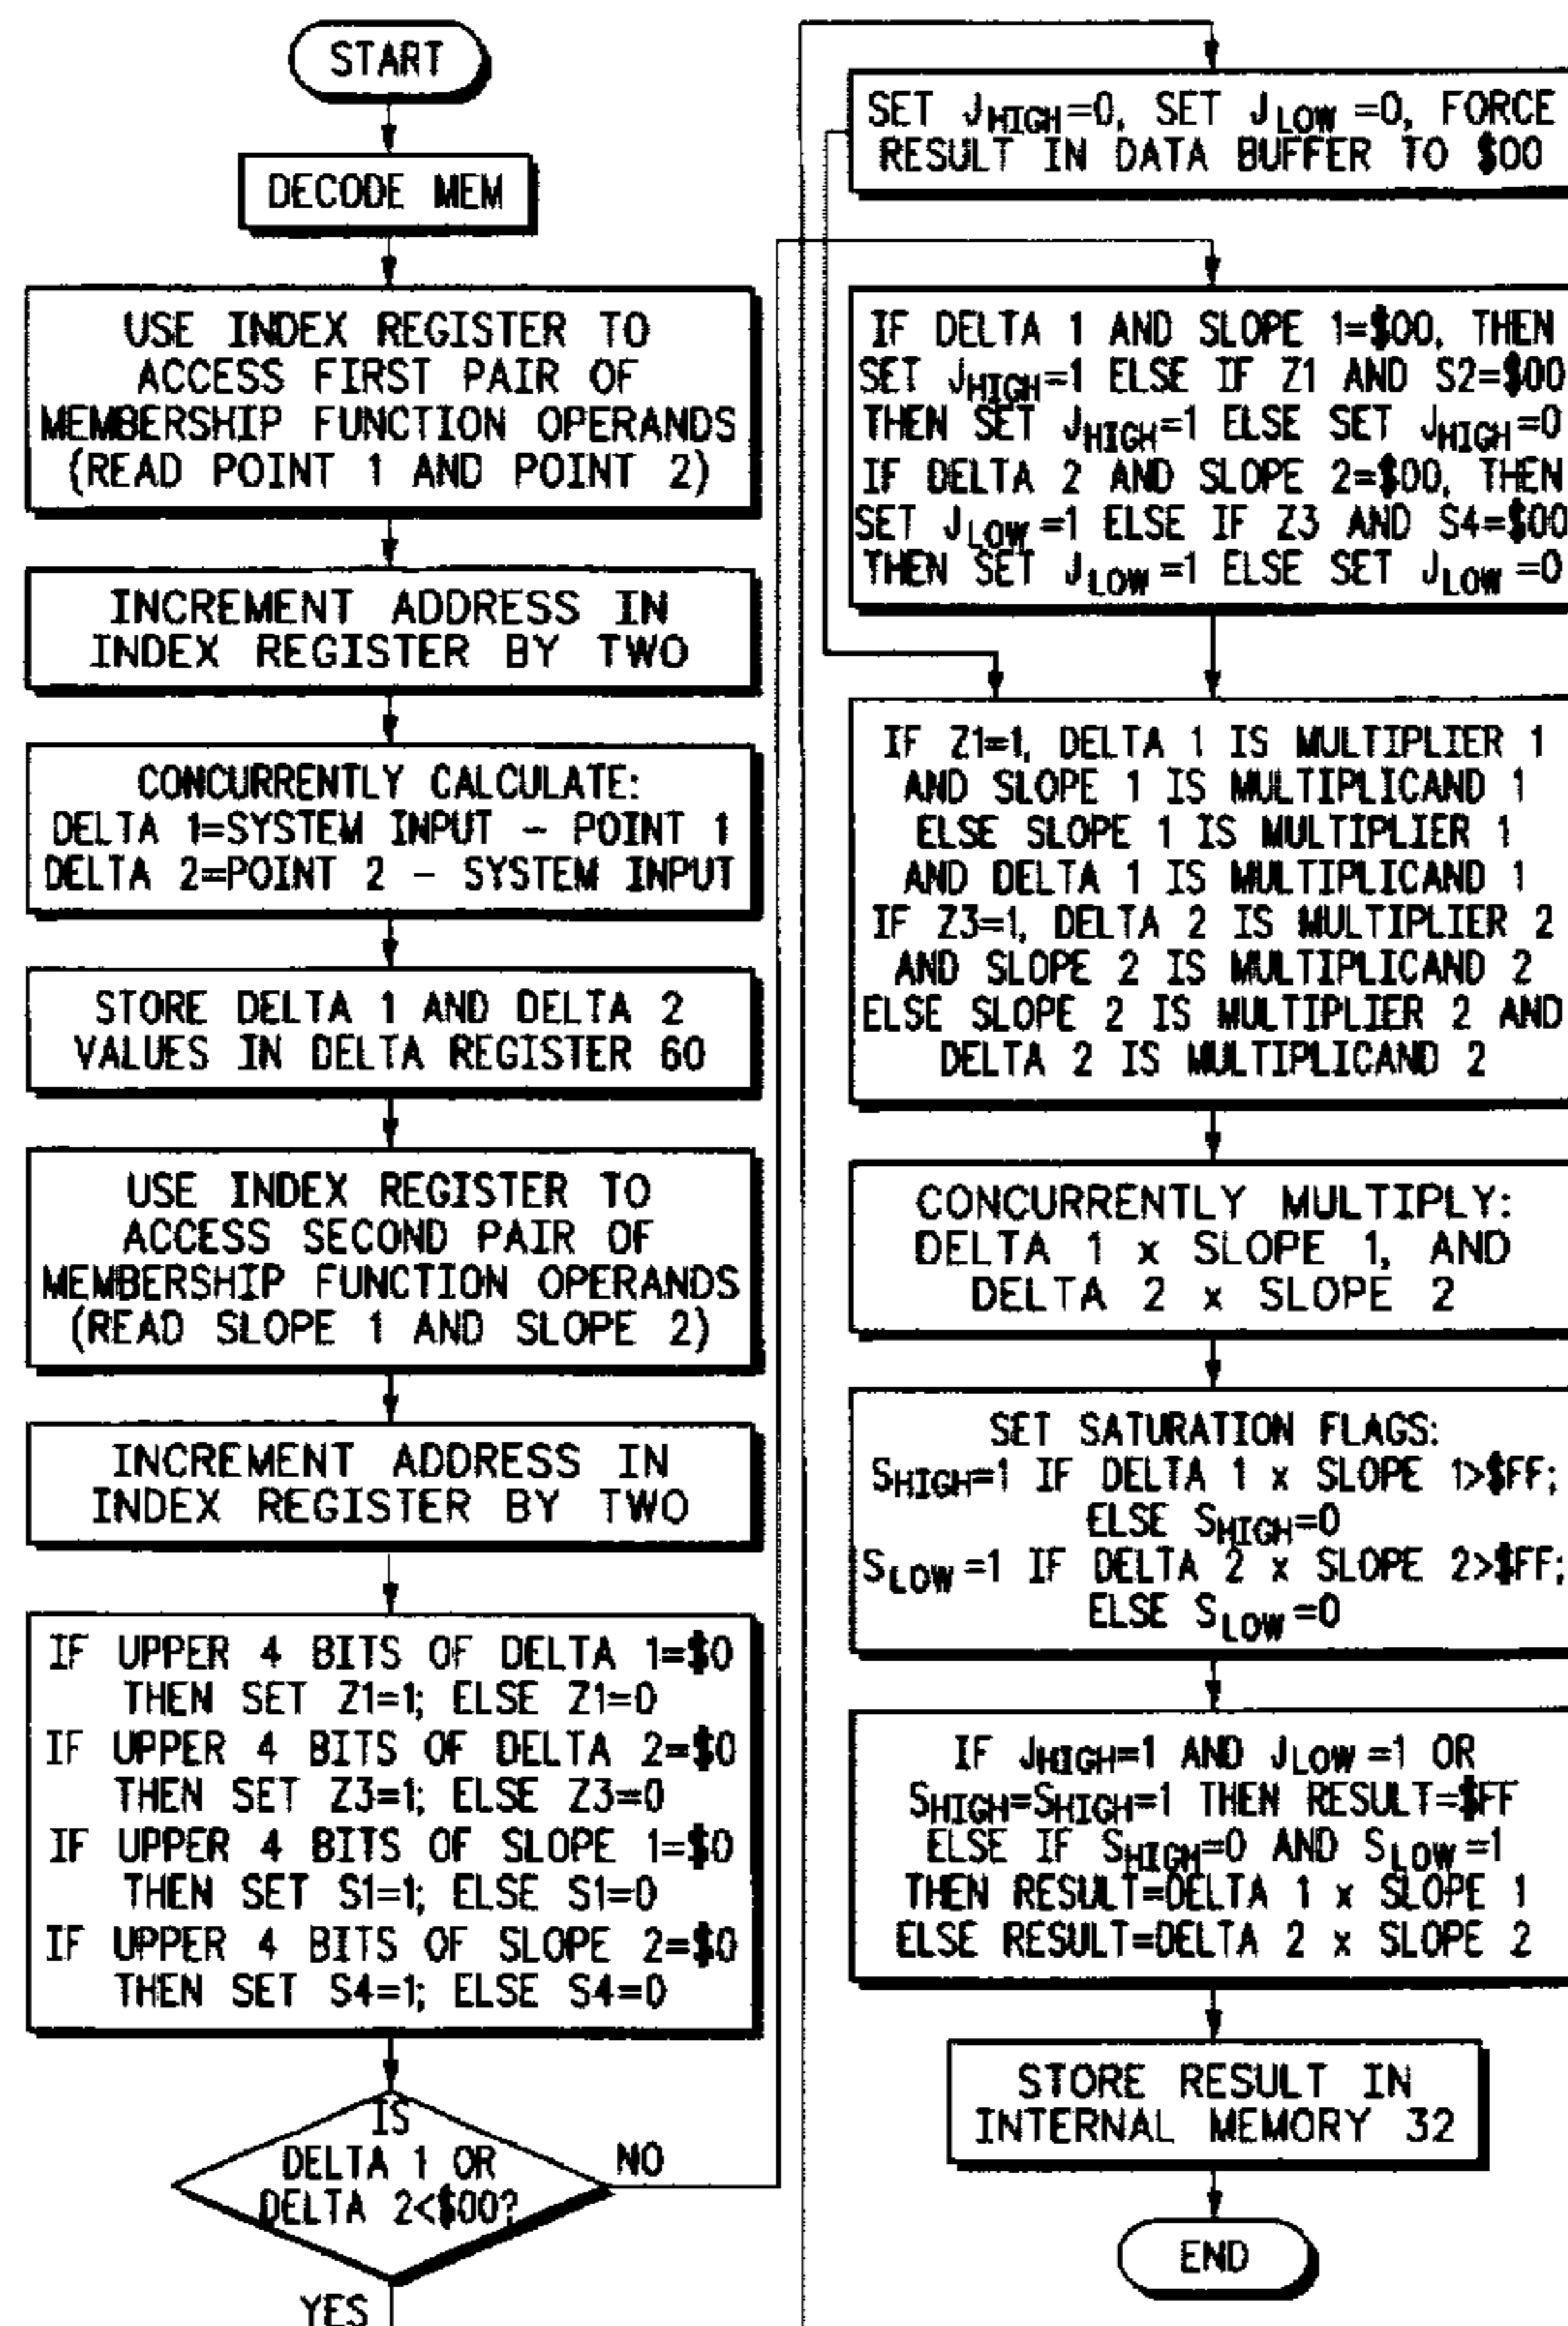 START
DECODE MEM
USE INDEX REGISTER TO
ACCESS FIRST PAIR OF
MEMBERSHIP FUNCTION OPERANDS
(READ POINT 1 AND POINT 2)
INCREMENT ADDRESS IN
INDEX REGISTER BY TWO
CONCURRENTLY CALCULATE:
DELTA 1=SYSTEM INPUT - POINT 1
DELTA 2=POINT 2 - SYSTEM INPUT
STORE DELTA 1 AND DELTA 2
VALUES IN DELTA REGISTER 60
USE INDEX REGISTER TO
ACCESS SECOND PAIR OF
MEMBERSHIP FUNCTION OPERANDS
(READ SLOPE 1 AND SLOPE 2)
INCREMENT ADDRESS IN
INDEX REGISTER BY TWO
IF UPPER 4 BITS OF DELTA 1=$0
THEN SET Z1=1; ELSE Z1=0
IF UPPER 4 BITS OF DELTA 2=$0
THEN SET Z3=1; ELSE Z3=0
IF UPPER 4 BITS OF SLOPE 1=$0
THEN SET S1=1; ELSE S1=0
IF UPPER 4 BITS OF SLOPE 2=$0
THEN SET S4=1; ELSE S4=0
IS
DELTA 1 OR
DELTA 2<$00?
NO
YES
SET JHIGH=0, SET JLOW=0, FORCE
RESULT IN DATA BUFFER TO $00
IF DELTA 1 AND SLOPE 1=$00, THEN
SET JHIGH=1 ELSE IF Z1 AND S2=$00
THEN SET JHIGH=1 ELSE SET JHIGH=0
IF DELTA 2 AND SLOPE 2=$00, THEN
SET JLOW=1 ELSE IF Z3 AND S4=$00
THEN SET JLOW=1 ELSE SET JLOW=0
IF Z1=1, DELTA 1 IS MULTIPLIER 1
AND SLOPE 1 IS MULTIPLICAND 1
ELSE SLOPE 1 IS MULTIPLIER 1
AND DELTA 1 IS MULTIPLICAND 1
IF Z3=1, DELTA 2 IS MULTIPLIER 2
AND SLOPE 2 IS MULTIPLICAND 2
ELSE SLOPE 2 IS MULTIPLIER 2 AND
DELTA 2 IS MULTIPLICAND 2
CONCURRENTLY MULTIPLY:
DELTA 1 x SLOPE 1, AND
DELTA 2 x SLOPE 2
SET SATURATION FLAGS:
SHIGH=1 IF DELTA 1 x SLOPE 1>$FF;
ELSE SHIGH=0
SLOW=1 IF DELTA 2 x SLOPE 2>$FF;
ELSE SLOW=0
IF JHIGH=1 AND JLOW=1 OR
SHIGH=SHIGH=1 THEN RESULT=$FF
ELSE IF SHIGH=0 AND SLOW=1
THEN RESULT=DELTA 1 x SLOPE 1
ELSE RESULT=DELTA 2 x SLOPE 2
STORE RESULT IN
INTERNAL MEMORY 32
END